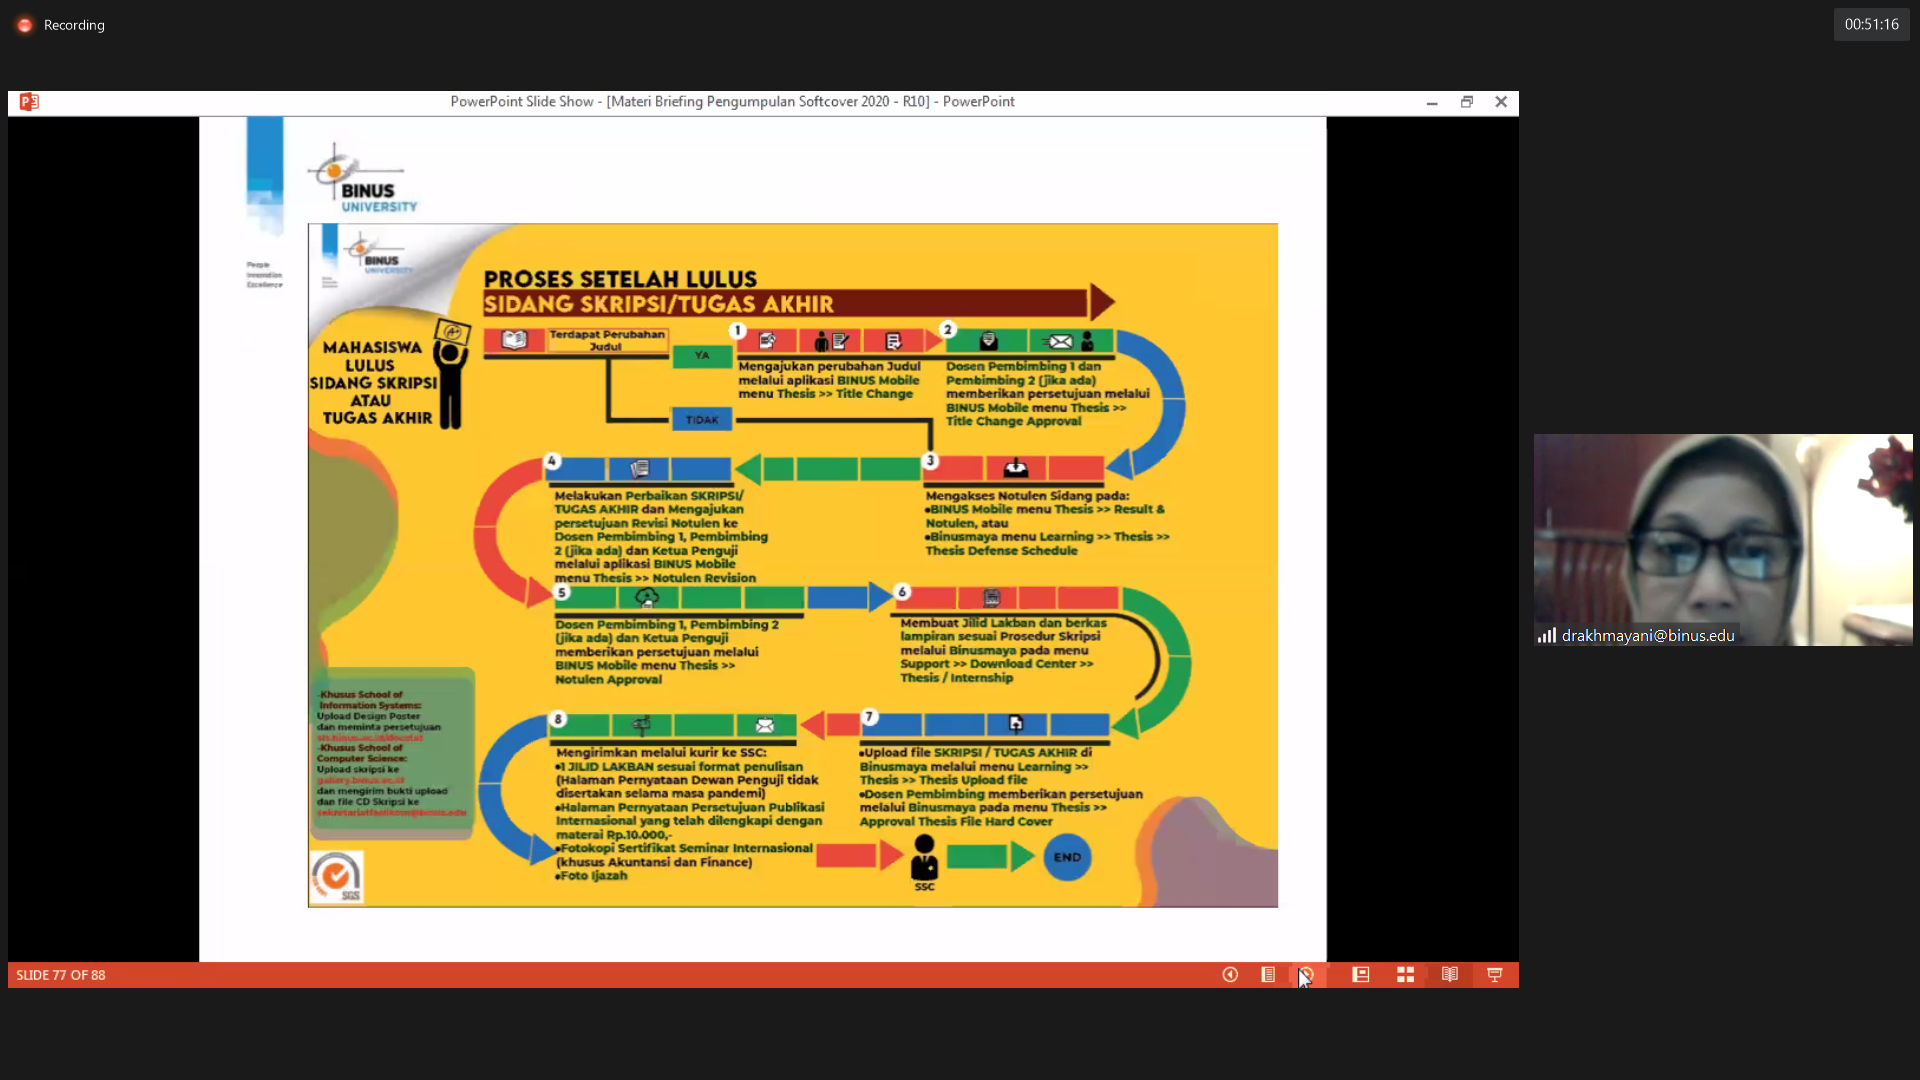 Recording
00:51:16
PowerPoint Slide Show - [Materi Briefing Pengumpulan Softcover 2020 - R10] - PowerPoint
BINUS
UNIVERSITY
People
Innovation
Excellence
BINUS
UNIVERSITY
PROSES SETELAH LULUS
SIDANG SKRIPSI/TUGAS AKHIR
MAHASISWA
LULUS
SIDANG SKRIPSI
ATAU
TUGAS AKHIR
A+
Terdapat Perubahan
Judul
YA
TIDAK
1
Mengajukan perubahan Judul
melalui aplikasi BINUS Mobile
menu Thesis >> Title Change
2
Dosen Pembimbing 1 dan
Pembimbing 2 (jika ada)
memberikan persetujuan melalui
BINUS Mobile menu Thesis >>
Title Change Approval
3
Mengakses Notulen Sidang pada:
•BINUS Mobile menu Thesis >> Result &
Notulen, atau
•Binusmaya menu Learning >> Thesis >>
Thesis Defense Schedule
4
Melakukan Perbaikan SKRIPSI/
TUGAS AKHIR dan Mengajukan
persetujuan Revisi Notulen ke
Dosen Pembimbing 1, Pembimbing
2 (jika ada) dan Ketua Penguji
melalui aplikasi BINUS Mobile
menu Thesis >> Notulen Revision
5
Dosen Pembimbing 1, Pembimbing 2
(jika ada) dan Ketua Penguji
memberikan persetujuan melalui
BINUS Mobile menu Thesis >>
Notulen Approval
6
Membuat Jilid Lakban dan berkas
lampiran sesuai Prosedur Skripsi
melalui Binusmaya pada menu
Support >> Download Center >>
Thesis / Internship
7
•Upload file SKRIPSI / TUGAS AKHIR di
Binusmaya melalui menu Learning >>
Thesis >> Thesis Upload file
•Dosen Pembimbing memberikan persetujuan
melalui Binusmaya pada menu Thesis >>
Approval Thesis File Hard Cover
8
Mengirimkan melalui kurir ke SSC:
•1 JILID LAKBAN sesuai format penulisan
(Halaman Pernyataan Dewan Penguji tidak
disertakan selama masa pandemi)
•Halaman Pernyataan Persetujuan Publikasi
Internasional yang telah dilengkapi dengan
materai Rp.10.000,-
•Fotokopi Sertifikat Seminar Internasional
(khusus Akuntansi dan Finance)
•Foto Ijazah
SSC
END
-Khusus School of
Information Systems:
Upload Design Poster
dan meminta persetujuan
-Khusus School of
Computer Science:
Upload skripsi ke
gallery.binus.ac.id
dan mengirim bukti upload
dan file CD Skripsi ke
SGS
SLIDE 77 OF 88
drakhmayani@binus.edu